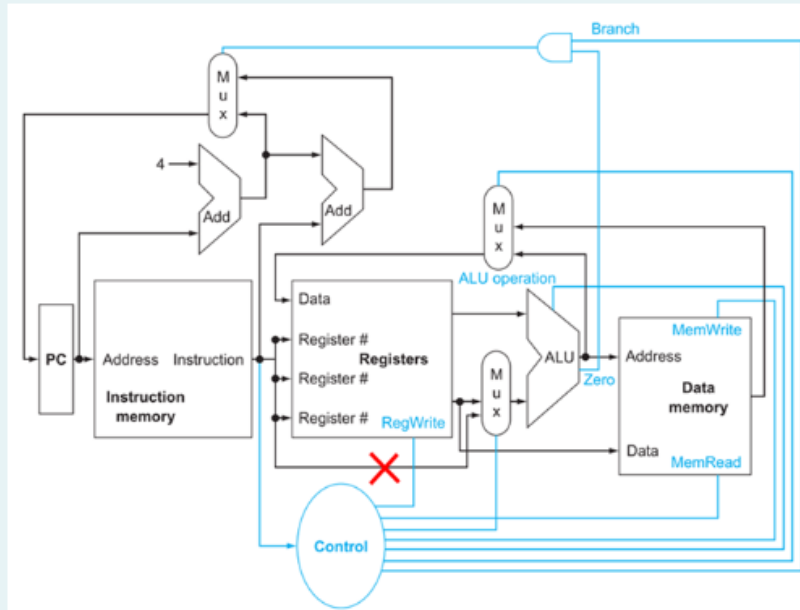 Branch
M
u
x
4
Add
Add
M
u
x
ALU operation
Data
Register #
Registers
Register #
Register #
RegWrite
PC
Address
Instruction
Instruction
memory
M
u
x
ALU
Zero
MemWrite
Address
Data
memory
Data
MemRead
Control